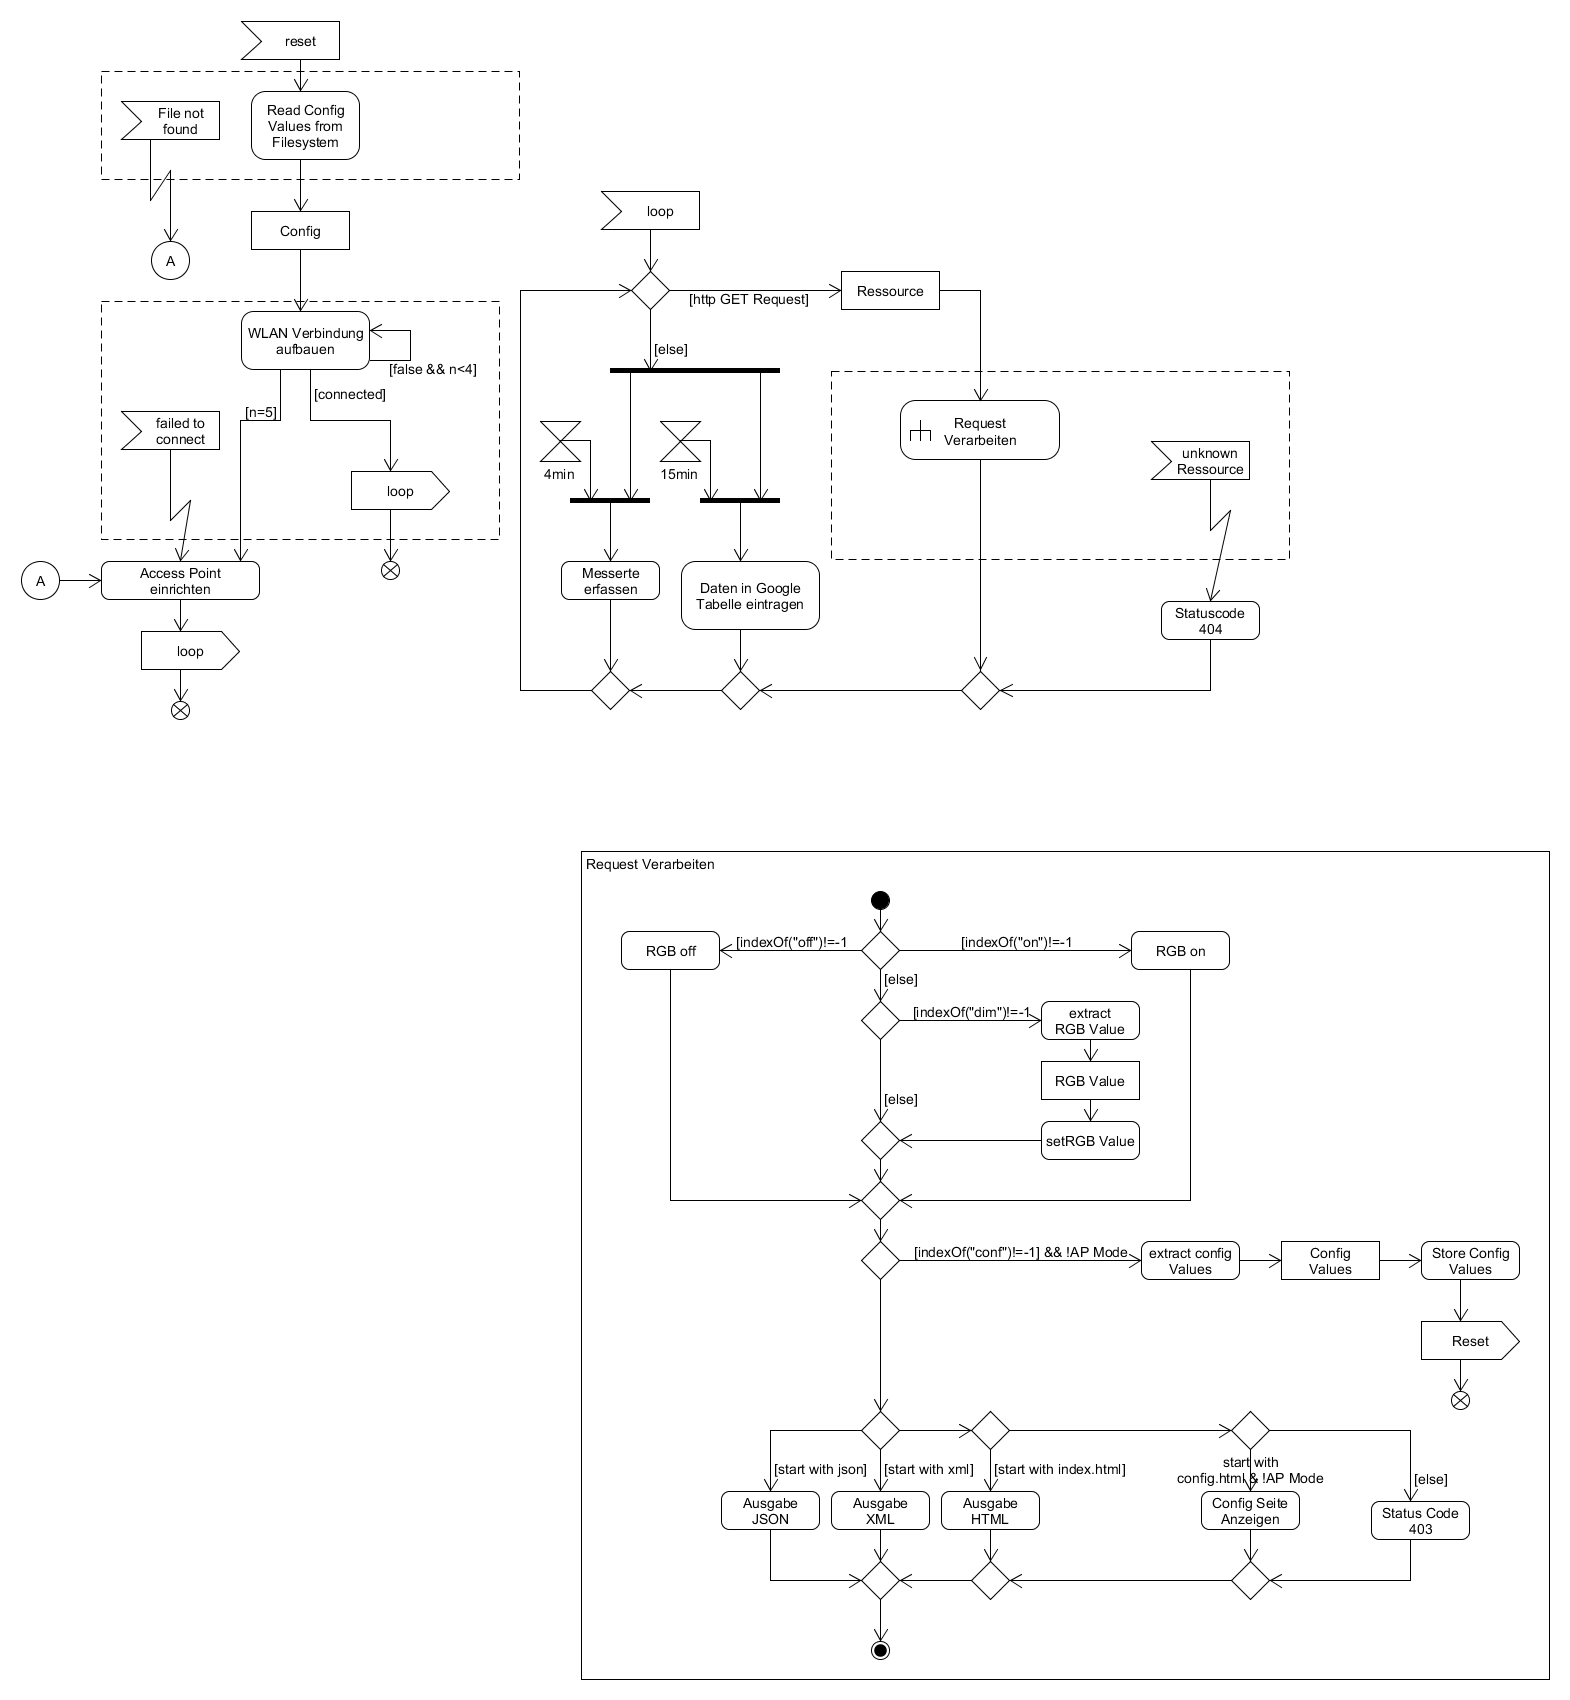 reset
File not
found
Read Config
Values from
Filesystem
A
Config
WLAN Verbindung
aufbauen
[false && n<4]
[connected]
[n=5]
failed to
connect
loop
A
Access Point
einrichten
loop
loop
[http GET Request]
Ressource
[else]
4min
15min
Request
Verarbeiten
unknown
Ressource
Messerte
erfassen
Daten in Google
Tabelle eintragen
Statuscode
404
Request Verarbeiten
RGB off
[indexOf("off")!=-1
[indexOf("on")!=-1
RGB on
[else]
[indexOf("dim")!=-1
extract
RGB Value
RGB Value
[else]
setRGB Value
[indexOf("conf")!=-1] && !AP Mode
extract config
Values
Config
Values
Store Config
Values
Reset
[start with json]
[start with xml]
[start with index.html]
start with
config.html & !AP Mode
[else]
Ausgabe
JSON
Ausgabe
XML
Ausgabe
HTML
Config Seite
Anzeigen
Status Code
403